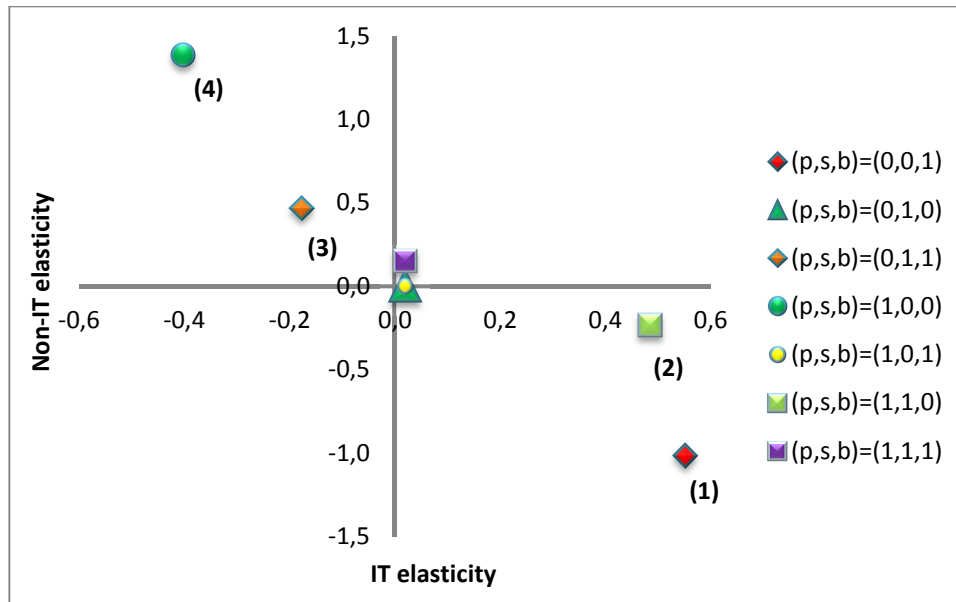 1,5
(4)
1,0
(p,s,b)=(0,0,1)
(p,s,b)=(0,1,0)
0,5
(3)
(p,s,b)=(0,1,1)
Non-IT elasticity
0,0
(p,s,b)=(1,0,0)
-0,6 -0,4 -0,2 0,0 0,2 0,4 0,6
(p,s,b)=(1,0,1)
-0,5
(2)
(p,s,b)=(1,1,0)
-1,0
(p,s,b)=(1,1,1)
(1)
-1,5
IT elasticity